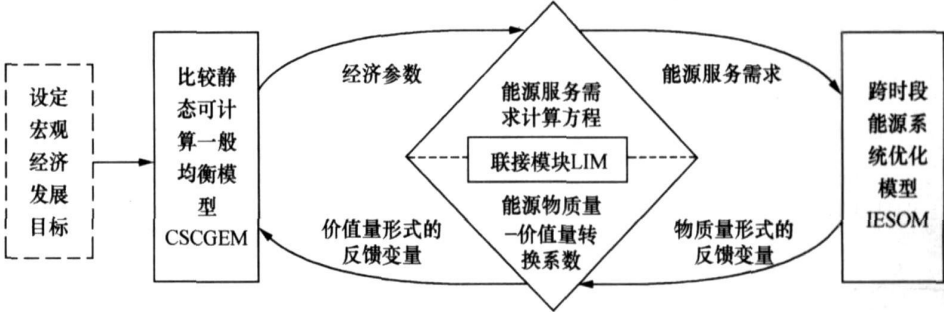 设定
宏观
经济
发展
目标
比较静
态可计
算一般
均衡模
型
CSCGEM
经济参数
价值量形式的
反馈变量
能源服务需
求计算方程
联接模块LIM
能源物质量
-价值量转
换系数
能源服务需求
物质量形式的
反馈变量
跨时段
能源系
统优化
模型
IESOM